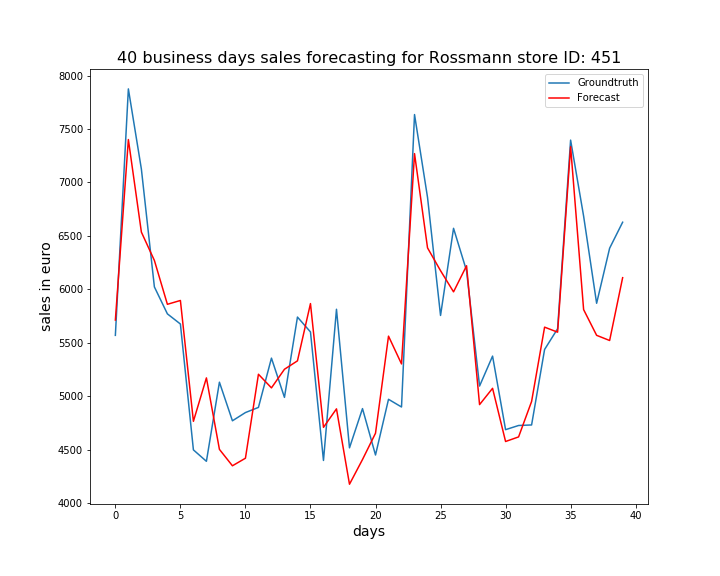 40 business days sales forecasting for Rossmann store ID: 451
Groundtruth
Forecast
8000
7500
7000
6500
6000
5500
5000
4500
4000
sales in euro
0 5 10 15 20 25 30 35 40
days